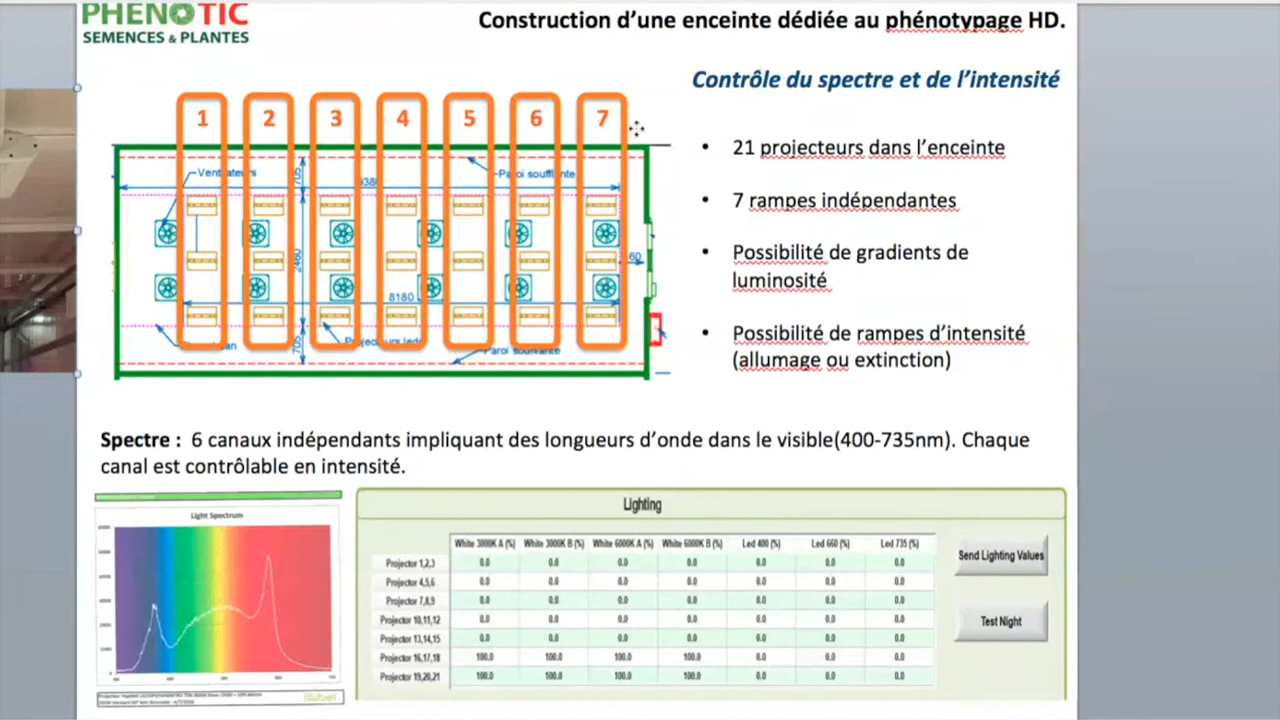 PHENOTIC
SEMENCES & PLANTES
Construction d'une enceinte dédiée au phénotypage HD.
Contrôle du spectre et de l'intensité
1 2 3 4 5 6 7
Ventilateurs
705
9380
Paroi soufflante
2460
60
8180
705
Projecteurs leds
Paroi soufflante
• 21 projecteurs dans l'enceinte
• 7 rampes indépendantes
• Possibilité de gradients de
luminosité
• Possibilité de rampes d'intensité
(allumage ou extinction)
Spectre : 6 canaux indépendants impliquant des longueurs d'onde dans le visible(400-735nm). Chaque
canal est contrôlable en intensité.
Light Spectrum
Lighting
White 3000K A (%) White 3000K B (%) White 6000K A (%) White 6000K B (%) Led 400 (%) Led 660 (%) Led 735 (%)
Projector 1,2,3 0.0 0.0 0.0 0.0 0.0 0.0 0.0
Projector 4,5,6 0.0 0.0 0.0 0.0 0.0 0.0 0.0
Projector 7,8,9 0.0 0.0 0.0 0.0 0.0 0.0 0.0
Projector 10,11,12 0.0 0.0 0.0 0.0 0.0 0.0 0.0
Projector 13,14,15 0.0 0.0 0.0 0.0 0.0 0.0 0.0
Projector 16,17,18 100.0 100.0 100.0 100.0 0.0 0.0 0.0
Projector 19,20,21 100.0 100.0 100.0 100.0 0.0 0.0 0.0
Send Lighting Values
Test Night